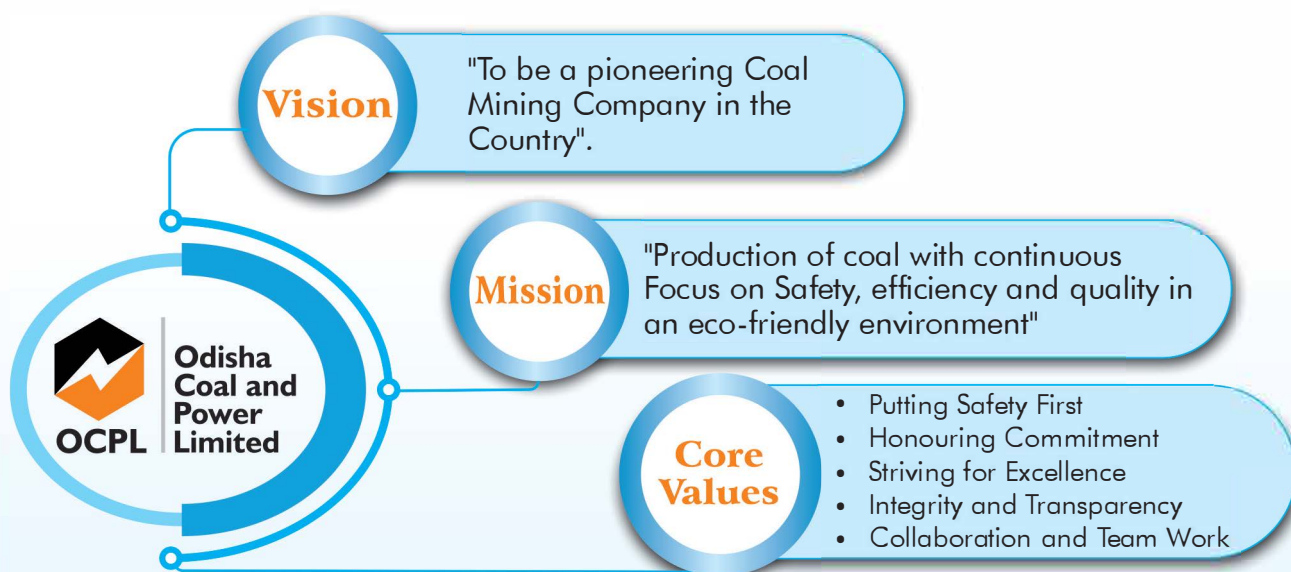 Vision
"To be a pioneering Coal
Mining Company in the
Country".
Mission
"Production of coal with continuous
Focus on Safety, efficiency and quality in
an eco-friendly environment"
OCPL
Odisha
Coal and
Power
Limited
Core
Values
• Putting Safety First
• Honouring Commitment
• Striving for Excellence
• Integrity and Transparency
• Collaboration and Team Work